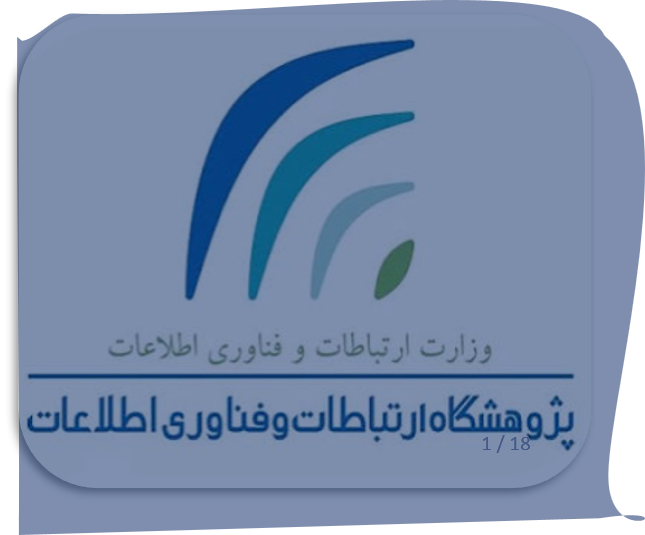 وزارت ارتباطات و فناوری اطلاعات
پژوهشگاه ارتباطات و فناوری اطلاعات
1 / 18